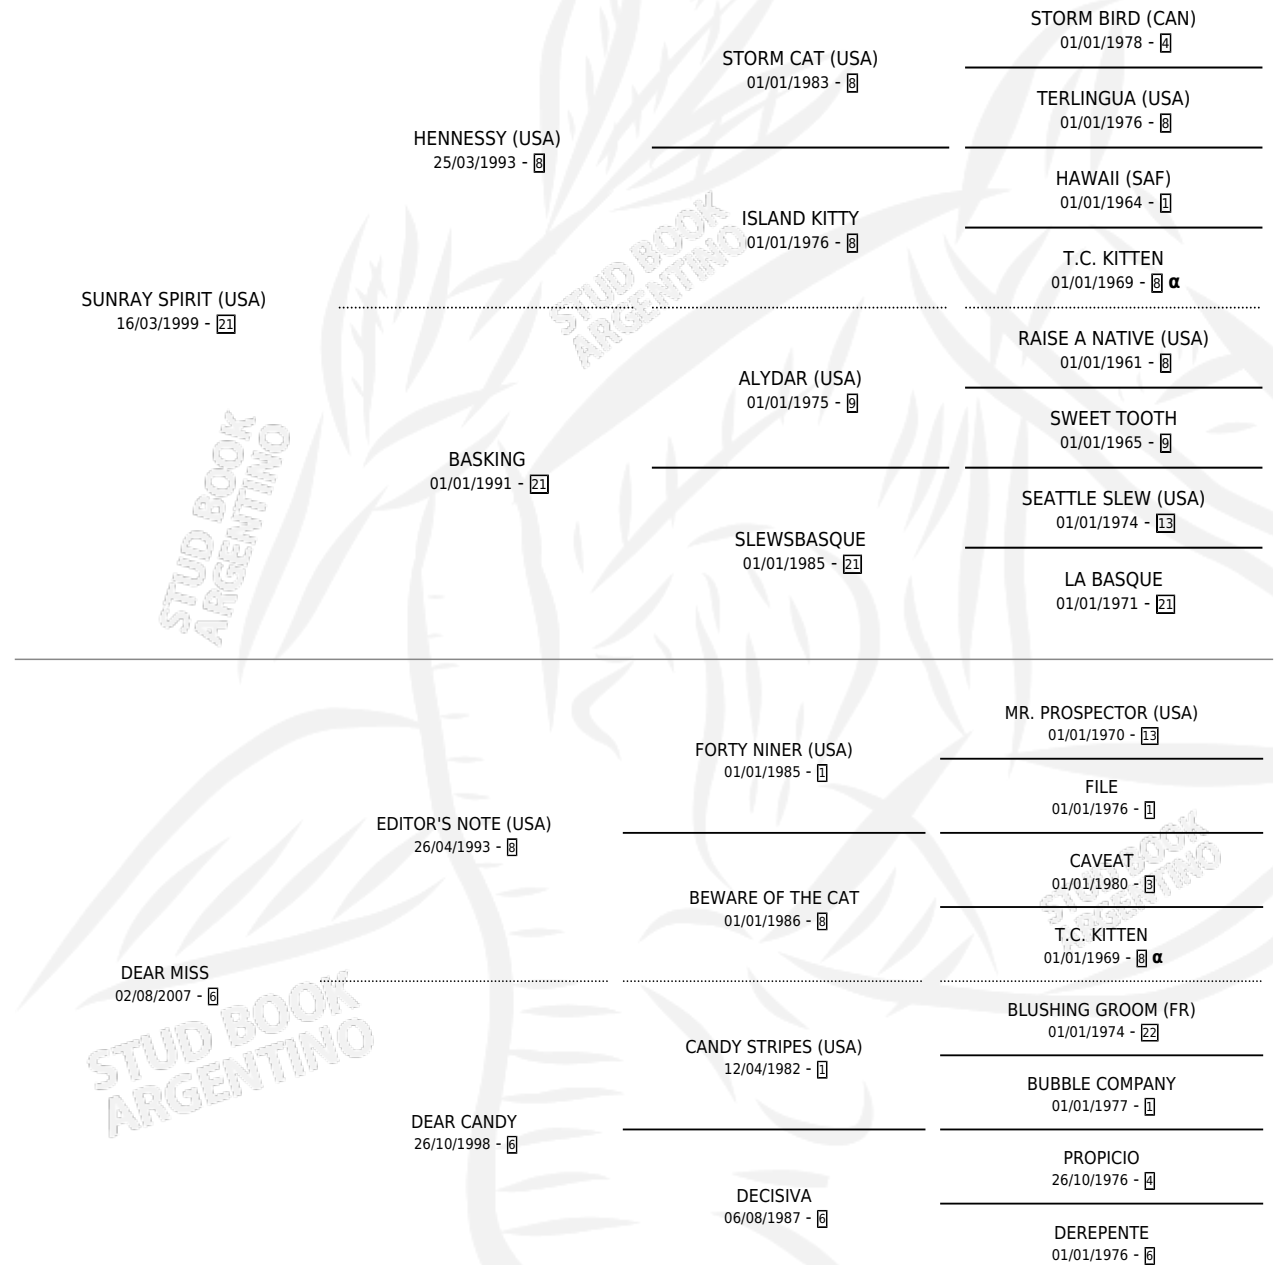 STORM BIRD (CAN)
01/01/1978 - 4
STORM CAT (USA)
01/01/1983 - 8
TERLINGUA (USA)
01/01/1976 - 8
HENNESSY (USA)
25/03/1993 - 8
HAWAII (SAF)
01/01/1964 - 1
ISLAND KITTY
01/01/1976 - 8
T.C. KITTEN
01/01/1969 - 8 α
SUNRAY SPIRIT (USA)
16/03/1999 - 21
RAISE A NATIVE (USA)
01/01/1961 - 8
ALYDAR (USA)
01/01/1975 - 9
SWEET TOOTH
01/01/1965 - 9
BASKING
01/01/1991 - 21
SEATTLE SLEW (USA)
01/01/1974 - 13
SLEWSBASQUE
01/01/1985 - 21
LA BASQUE
01/01/1971 - 21
MR. PROSPECTOR (USA)
01/01/1970 - 13
FORTY NINER (USA)
01/01/1985 - 1
FILE
01/01/1976 - 1
EDITOR'S NOTE (USA)
26/04/1993 - 8
CAVEAT
01/01/1980 - 3
BEWARE OF THE CAT
01/01/1986 - 8
T.C. KITTEN
01/01/1969 - 8 α
DEAR MISS
02/08/2007 - 6
BLUSHING GROOM (FR)
01/01/1974 - 22
CANDY STRIPES (USA)
12/04/1982 - 1
BUBBLE COMPANY
01/01/1977 - 1
DEAR CANDY
26/10/1998 - 6
PROPICIO
26/10/1976 - 4
DECISIVA
06/08/1987 - 6
DEREPENTE
01/01/1976 - 6
STUD BOOK
ARGENTINO
STUD BOOK
ARGENTINO
STUD BOOK
ARGENTINO
STUD BOOK
ARGENTINO